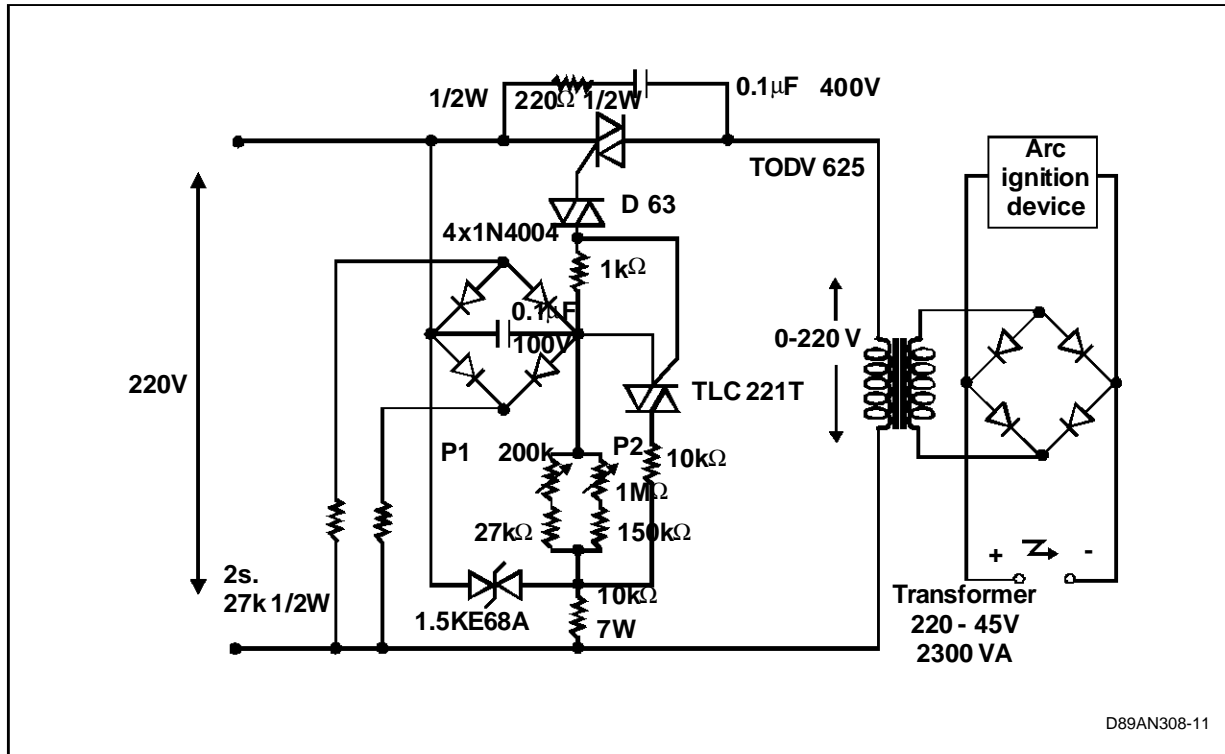 1/2W
220Ω 1/2W
0.1µF 400V
TODV 625
Arc
ignition
device
D 63
4x1N4004
1kΩ
0.1µF
100V
0-220 V
220V
TLC 221T
P1
200k
P2
10kΩ
1MΩ
27kΩ
150kΩ
+
-
2s.
27k 1/2W
1.5KE68A
10kΩ
7W
Transformer
220 - 45V
2300 VA
D89AN308-11